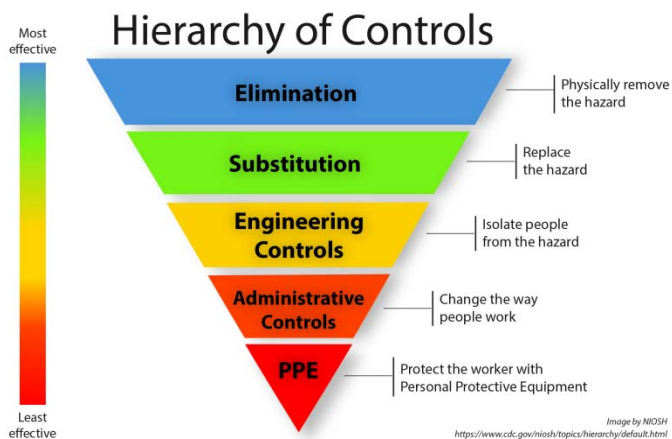 Hierarchy of Controls
Most
effective
Elimination
Physically remove
the hazard
Substitution
Replace
the hazard
Engineering
Controls
Isolate people
from the hazard
Administrative
Controls
Change the way
people work
PPE
Protect the worker with
Personal Protective Equipment
Least
effective
Image by NIOSH
https://www.cdc.gov/niosh/topics/hierarchy/default.html